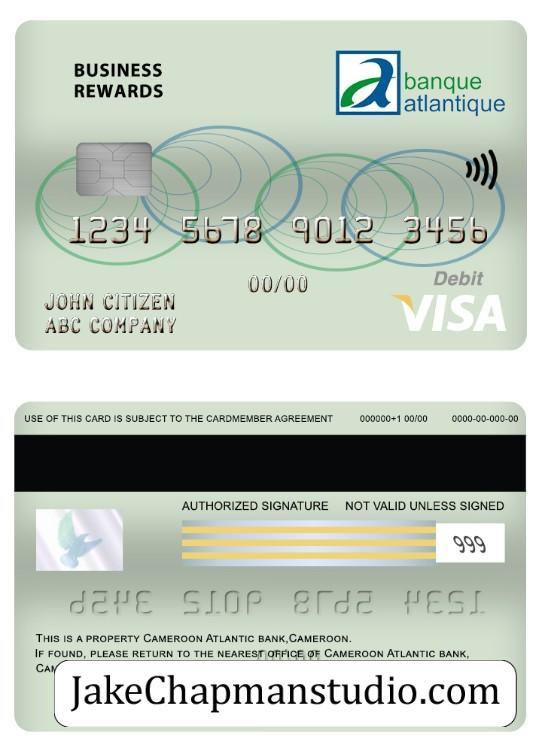 BUSINESS
REWARDS
banque
atlantique
1234 5678 9012 3456
00/00
Debit
JOHN CITIZEN
ABC COMPANY
VISA
USE OF THIS CARD IS SUBJECT TO THE CARDMEMBER AGREEMENT 000000+1 00/00 0000-00-000-00
AUTHORIZED SIGNATURE NOT VALID UNLESS SIGNED
999
1234 5678 9012 3456
THIS IS A PROPERTY CAMEROON ATLANTIC BANK,CAMEROON.
IF FOUND, PLEASE RETURN TO THE NEAREST OFFICE OF CAMEROON ATLANTIC BANK,
JakeChapmanstudio.com